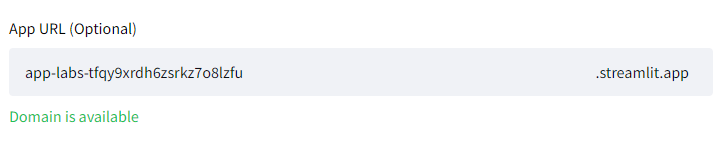 App URL (Optional)
app-labs-tfqy9xrdh6zsrkz7o8lzfu .streamlit.app
Domain is available